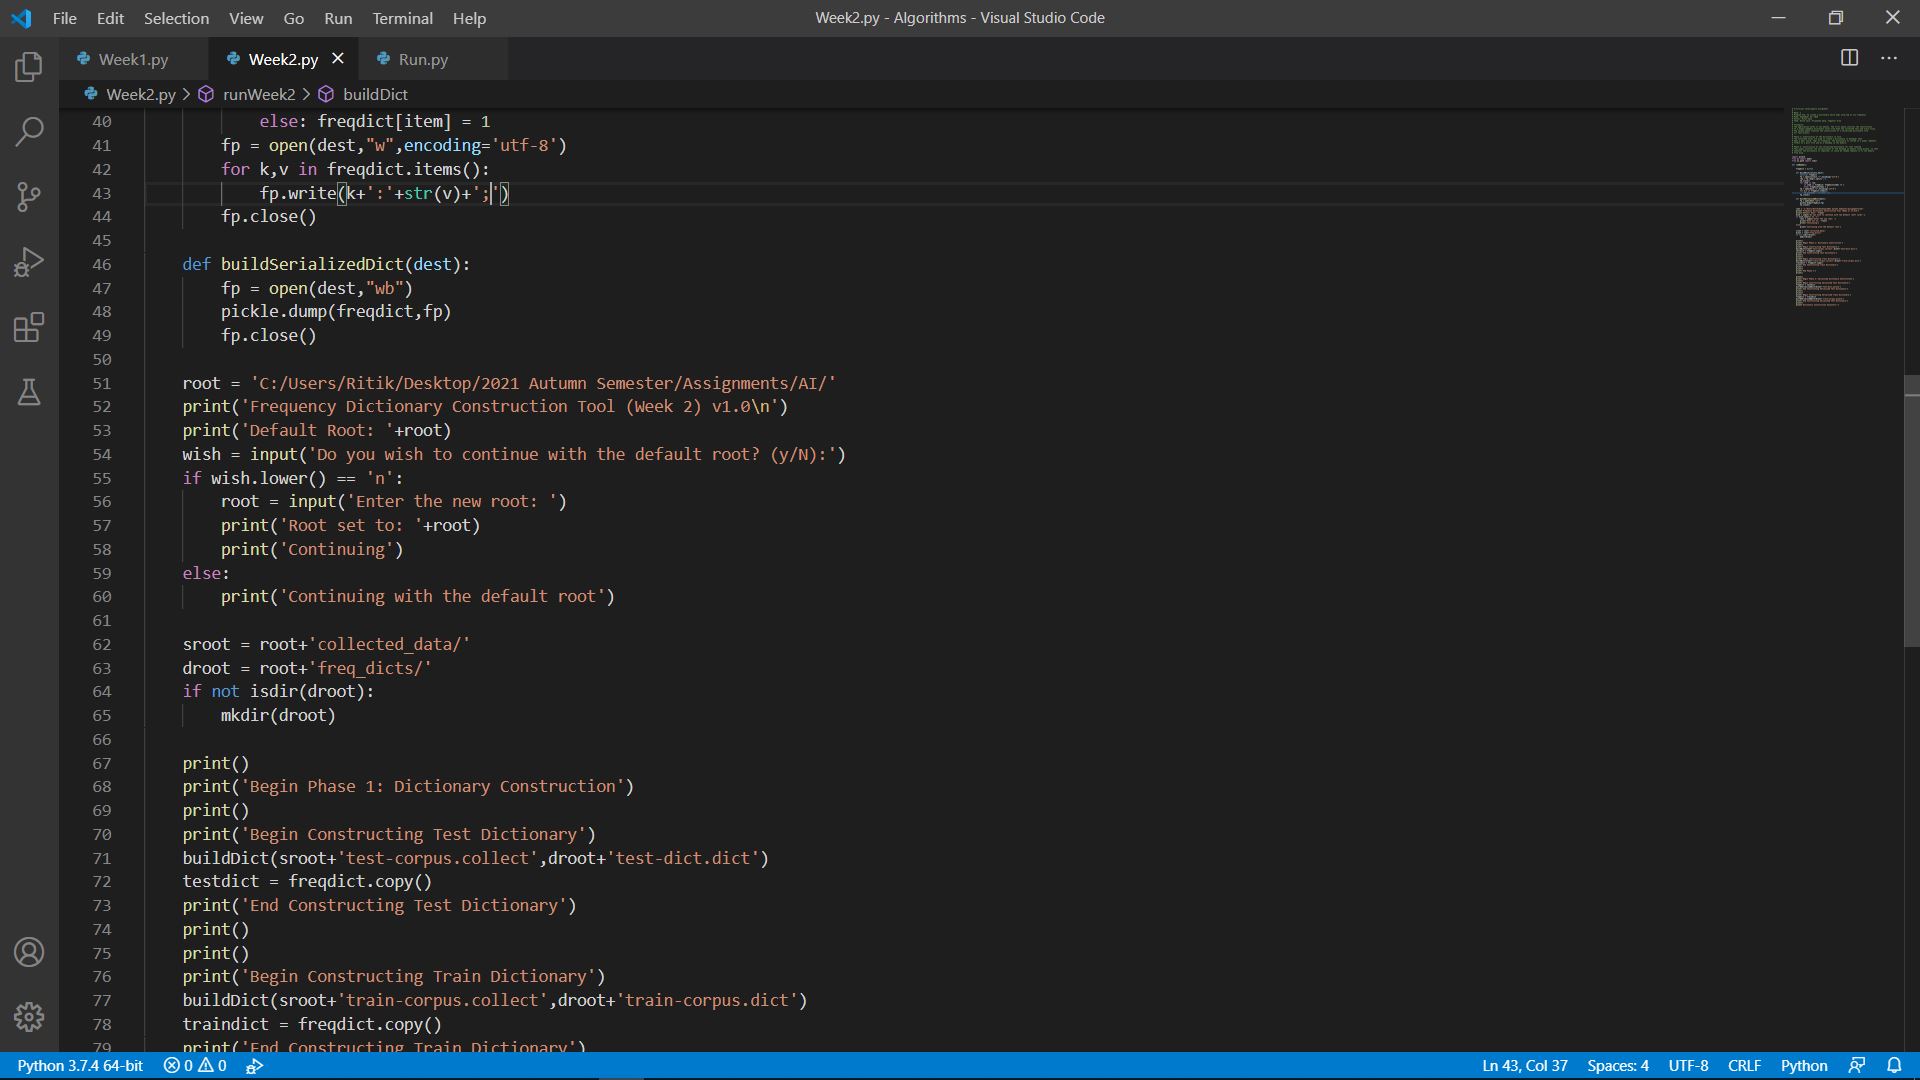 File Edit Selection View Go Run Terminal Help Week2.py - Algorithms - Visual Studio Code
Week1.py Week2.py Run.py
Week2.py > runWeek2 > buildDict
40 else: freqdict[item] = 1
41 fp = open(dest,"w",encoding='utf-8')
42 for k,v in freqdict.items():
43 fp.write(k+':'+str(v)+';')
44 fp.close()
45
46 def buildSerializedDict(dest):
47 fp = open(dest,"wb")
48 pickle.dump(freqdict,fp)
49 fp.close()
50
51 root = 'C:/Users/Ritik/Desktop/2021 Autumn Semester/Assignments/AI/'
52 print('Frequency Dictionary Construction Tool (Week 2) v1.0\n')
53 print('Default Root: '+root)
54 wish = input('Do you wish to continue with the default root? (y/N):')
55 if wish.lower() == 'n':
56 root = input('Enter the new root: ')
57 print('Root set to: '+root)
58 print('Continuing')
59 else:
60 print('Continuing with the default root')
61
62 sroot = root+'collected_data/'
63 droot = root+'freq_dicts/'
64 if not isdir(droot):
65 mkdir(droot)
66
67 print()
68 print('Begin Phase 1: Dictionary Construction')
69 print()
70 print('Begin Constructing Test Dictionary')
71 buildDict(sroot+'test-corpus.collect',droot+'test-dict.dict')
72 testdict = freqdict.copy()
73 print('End Constructing Test Dictionary')
74 print()
75 print()
76 print('Begin Constructing Train Dictionary')
77 buildDict(sroot+'train-corpus.collect',droot+'train-corpus.dict')
78 traindict = freqdict.copy()
79 print('End Constructing Train Dictionary')
Python 3.7.4 64-bit 0 0 Ln 43, Col 37 Spaces: 4 UTF-8 CRLF Python